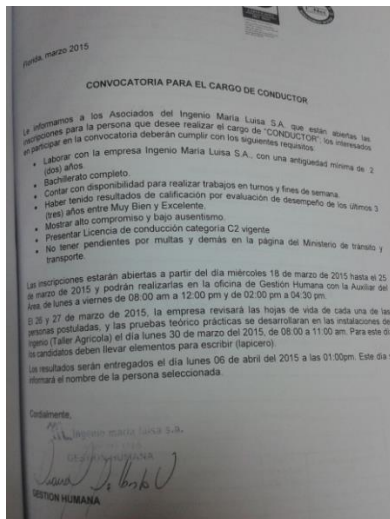 Florida, marzo 2015
CONVOCATORIA PARA EL CARGO DE CONDUCTOR
Le informamos a los Asociados del Ingenio Maria Luisa S.A. que están abiertas las
inscripciones para la persona que desee realizar el cargo de "CONDUCTOR", los interesados
en participar en la convocatoria deberán cumplir con los siguientes requisitos:
Laborar con la empresa Ingenio Maria Luisa S.A., con una antigüedad mínima de 2
(dos) años.
Bachillerato completo.
Contar con disponibilidad para realizar trabajos en turnos y fines de semana.
Haber tenido resultados de calificación por evaluación de desempeño de los últimos 3
(tres) años entre Muy Bien y Excelente.
Mostrar alto compromiso y bajo ausentismo.
Presentar Licencia de conducción categoría C2 vigente
No tener pendientes por multas y demás en la página del Ministerio de tránsito y
transporte.
Las inscripciones estarán abiertas a partir del día miércoles 18 de marzo de 2015 hasta el 25
de marzo de 2015 y podrán realizarlas en la oficina de Gestión Humana con la Auxiliar del
Área, de lunes a viernes de 08:00 am a 12:00 pm y de 02:00 pm a 04:30 pm.
El 26 y 27 de marzo de 2015, la empresa revisará las hojas de vida de cada una de las
personas postuladas, y las pruebas teórico prácticas se desarrollaran en las instalaciones de
Ingenio (Taller Agrícola) el día lunes 30 de marzo del 2015, de 08:00 a 11:00 am. Para este dí
los candidatos deben llevar elementos para escribir (lapicero).
Los resultados serán entregados el día lunes 06 de abril del 2015 a las 01:00pm. Este día
informará el nombre de la persona seleccionada.
Cordialmente,
Ingenio maria Luisa S.a.
GESTION HUMANA
GESTIÓN HUMANA